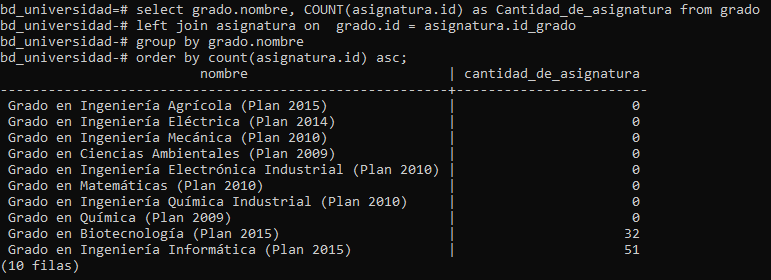 bd_universidad=# select grado.nombre, COUNT(asignatura.id) as Cantidad_de_asignatura from grado
bd_universidad-# left join asignatura on  grado.id = asignatura.id_grado
bd_universidad-# group by grado.nombre
bd_universidad-# order by count(asignatura.id) asc;
                         nombre                         | cantidad_de_asignatura
--------------------------------------------------------+------------------------
 Grado en Ingeniería Agrícola (Plan 2015)               |                      0
 Grado en Ingeniería Eléctrica (Plan 2014)              |                      0
 Grado en Ingeniería Mecánica (Plan 2010)               |                      0
 Grado en Ciencias Ambientales (Plan 2009)              |                      0
 Grado en Ingeniería Electrónica Industrial (Plan 2010) |                      0
 Grado en Matemáticas (Plan 2010)                       |                      0
 Grado en Ingeniería Química Industrial (Plan 2010)     |                      0
 Grado en Química (Plan 2009)                           |                      0
 Grado en Biotecnología (Plan 2015)                     |                     32
 Grado en Ingeniería Informática (Plan 2015)            |                     51
(10 filas)